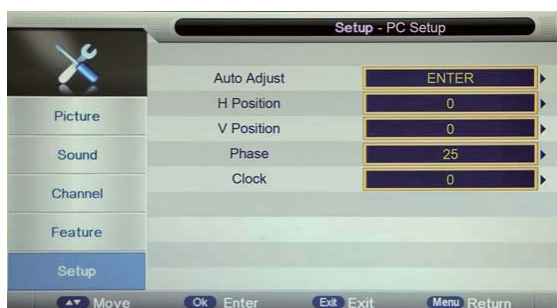 Setup - PC Setup
Auto Adjust ENTER
H Position 0
V Position 0
Phase 25
Clock 0
Picture
Sound
Channel
Feature
Setup
▲▼ Move Ok Enter Exit Exit Menu Return